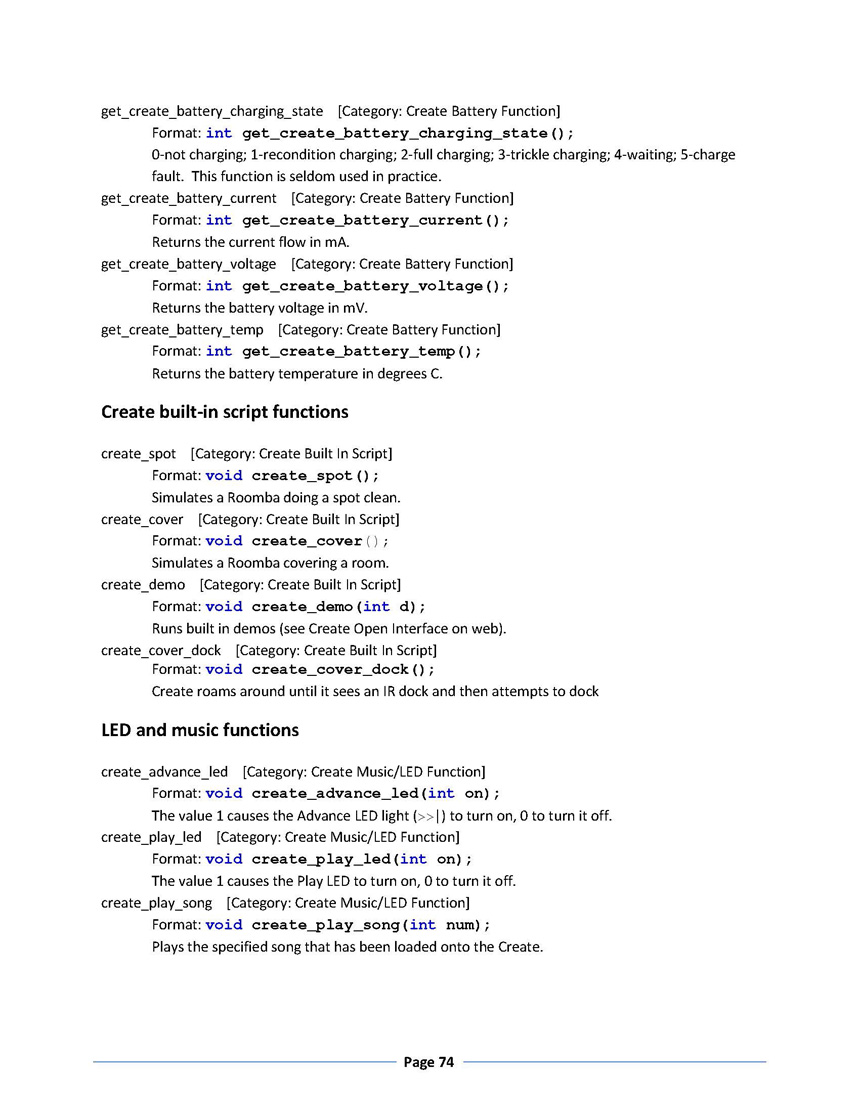 get_create_battery_charging_state [Category: Create Battery Function]
Format: int get_create_battery_charging_state();
0-not charging; 1-recondition charging; 2-full charging; 3-trickle charging; 4-waiting; 5-charge
fault. This function is seldom used in practice.
get_create_battery_current [Category: Create Battery Function]
Format: int get_create_battery_current();
Returns the current flow in mA.
get_create_battery_voltage [Category: Create Battery Function]
Format: int get_create_battery_voltage();
Returns the battery voltage in mV.
get_create_battery_temp [Category: Create Battery Function]
Format: int get_create_battery_temp();
Returns the battery temperature in degrees C.
Create built-in script functions
create_spot [Category: Create Built In Script]
Format: void create_spot();
Simulates a Roomba doing a spot clean.
create_cover [Category: Create Built In Script]
Format: void create_cover();
Simulates a Roomba covering a room.
create_demo [Category: Create Built In Script]
Format: void create_demo(int d);
Runs built in demos (see Create Open Interface on web).
create_cover_dock [Category: Create Built In Script]
Format: void create_cover_dock();
Create roams around until it sees an IR dock and then attempts to dock
LED and music functions
create_advance_led [Category: Create Music/LED Function]
Format: void create_advance_led(int on);
The value 1 causes the Advance LED light (>>|) to turn on, 0 to turn it off.
create_play_led [Category: Create Music/LED Function]
Format: void create_play_led(int on);
The value 1 causes the Play LED to turn on, 0 to turn it off.
create_play_song [Category: Create Music/LED Function]
Format: void create_play_song(int num);
Plays the specified song that has been loaded onto the Create.
Page 74